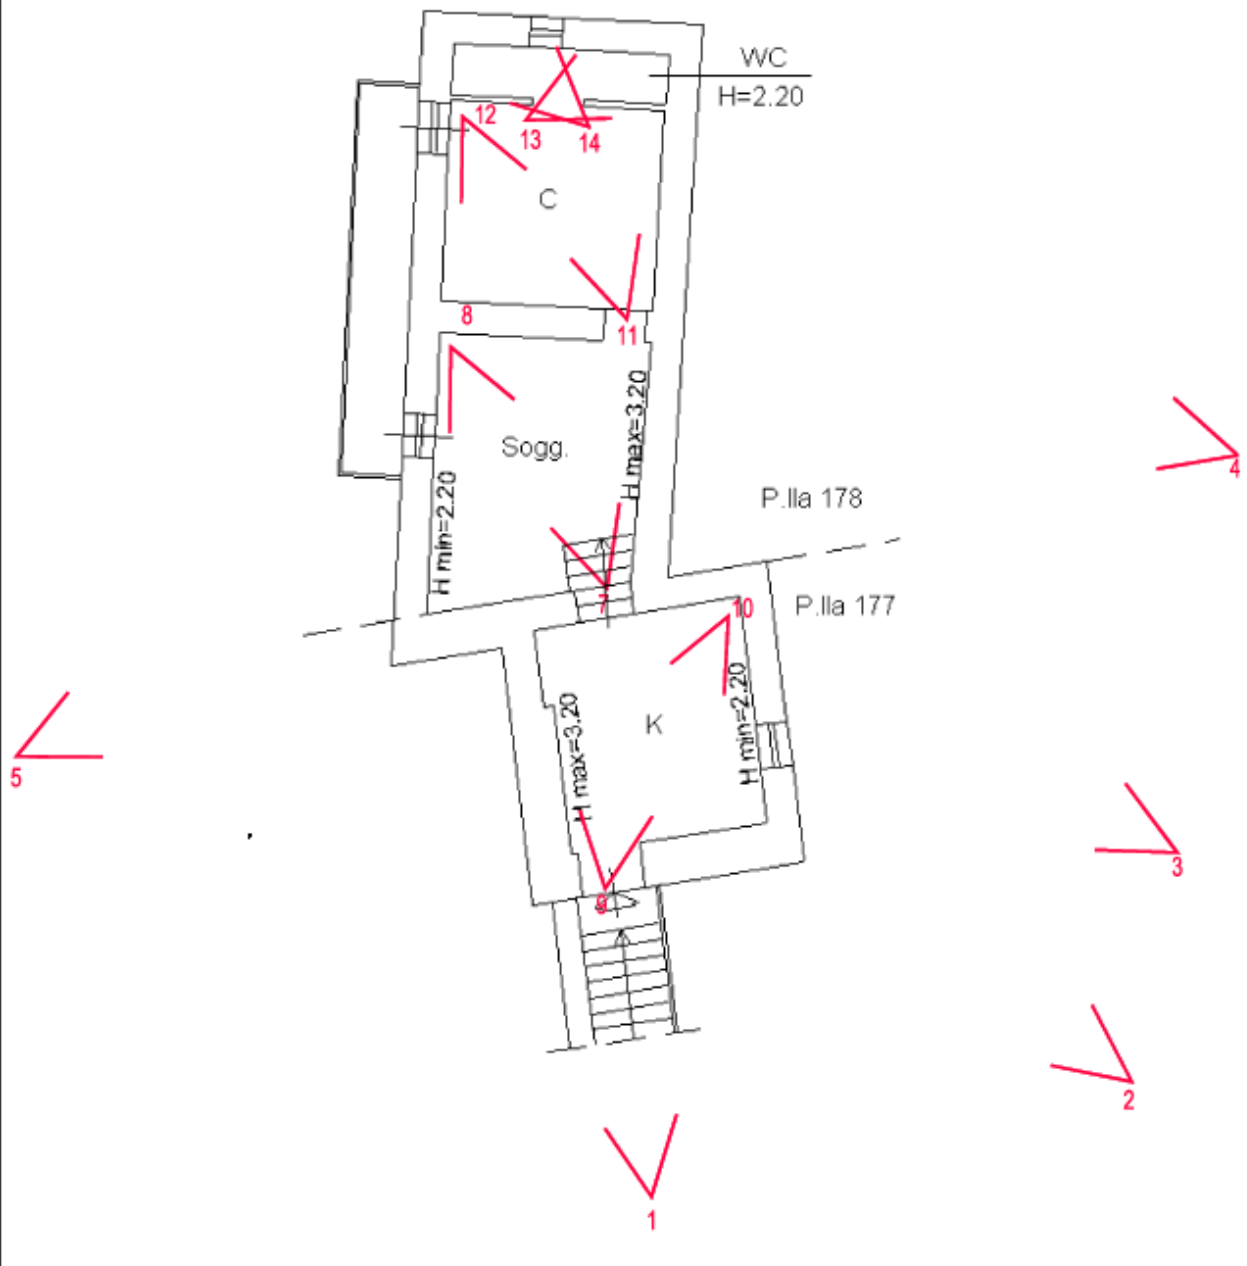 WC
H=2.20
12
13
14
C
8
11
H max=3.20
Sogg.
H min=2.20
P.lla 178
4
7
10
P.lla 177
H min=2.20
K
H max=3.20
5
3
9
2
1